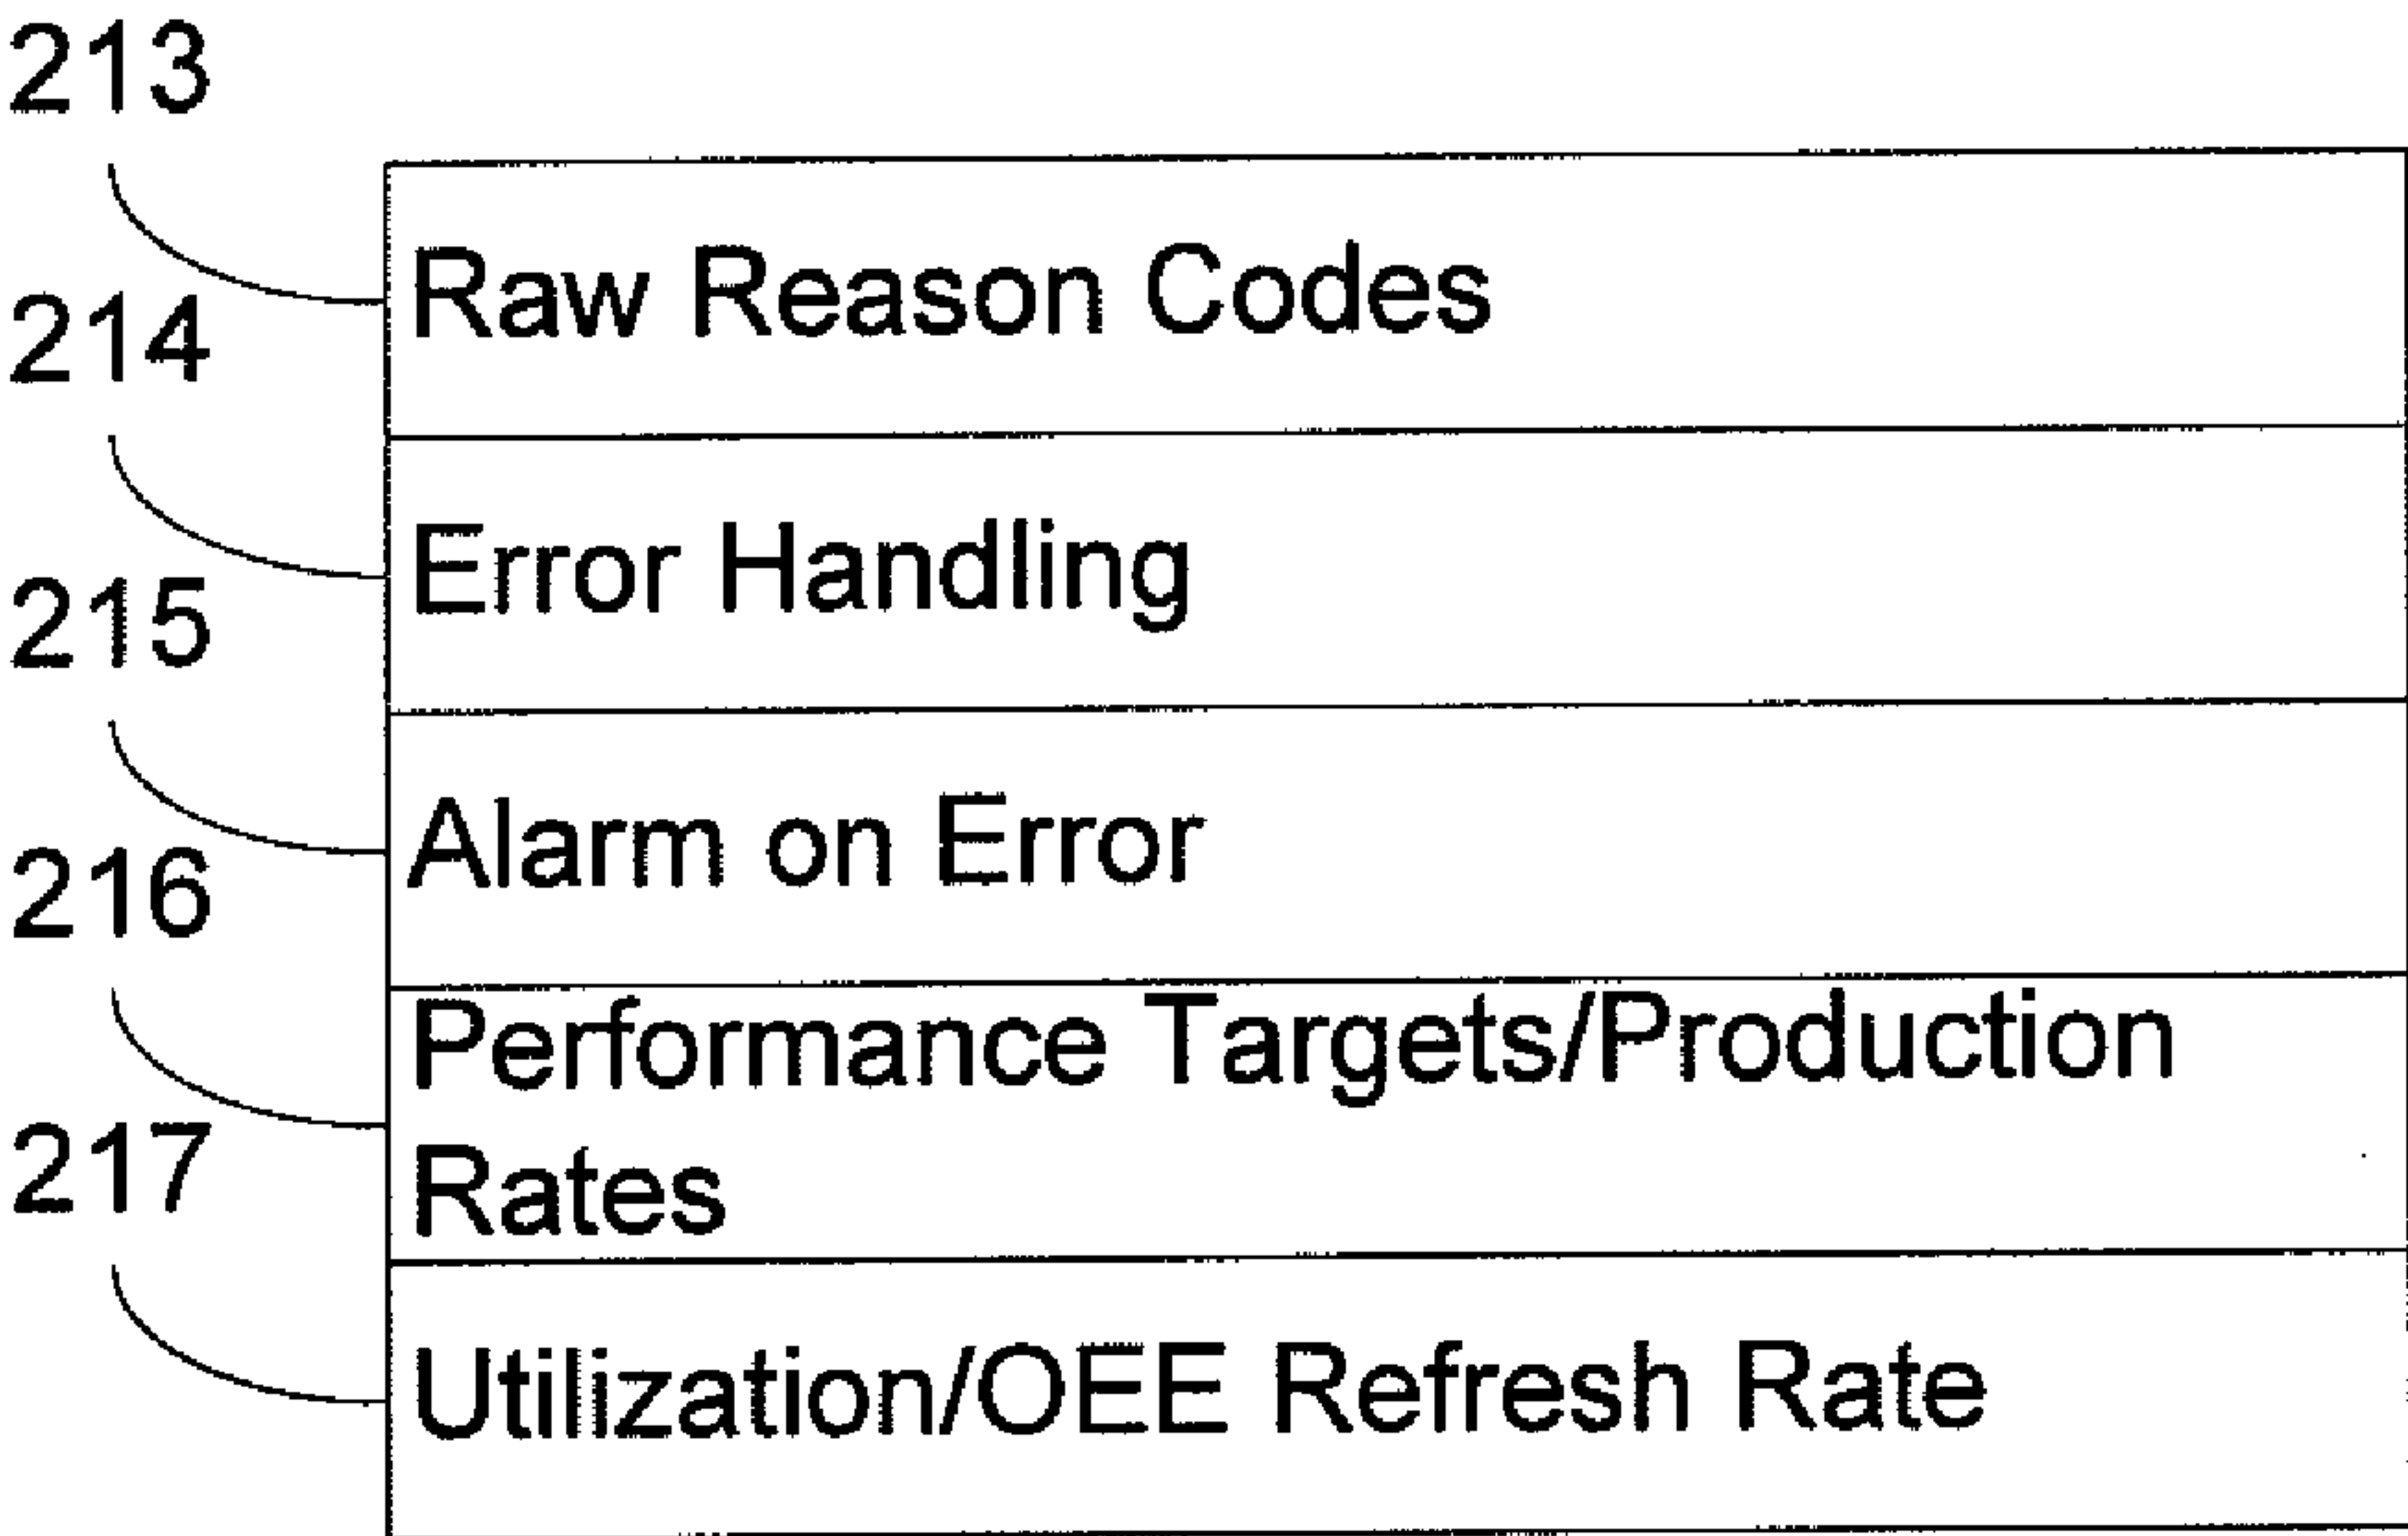 213
Raw Reason Codes
214
Error Handling
215
Alarm on Error
216
Performance Targets/Production
Rates
217
Utilization/OEE Refresh Rate